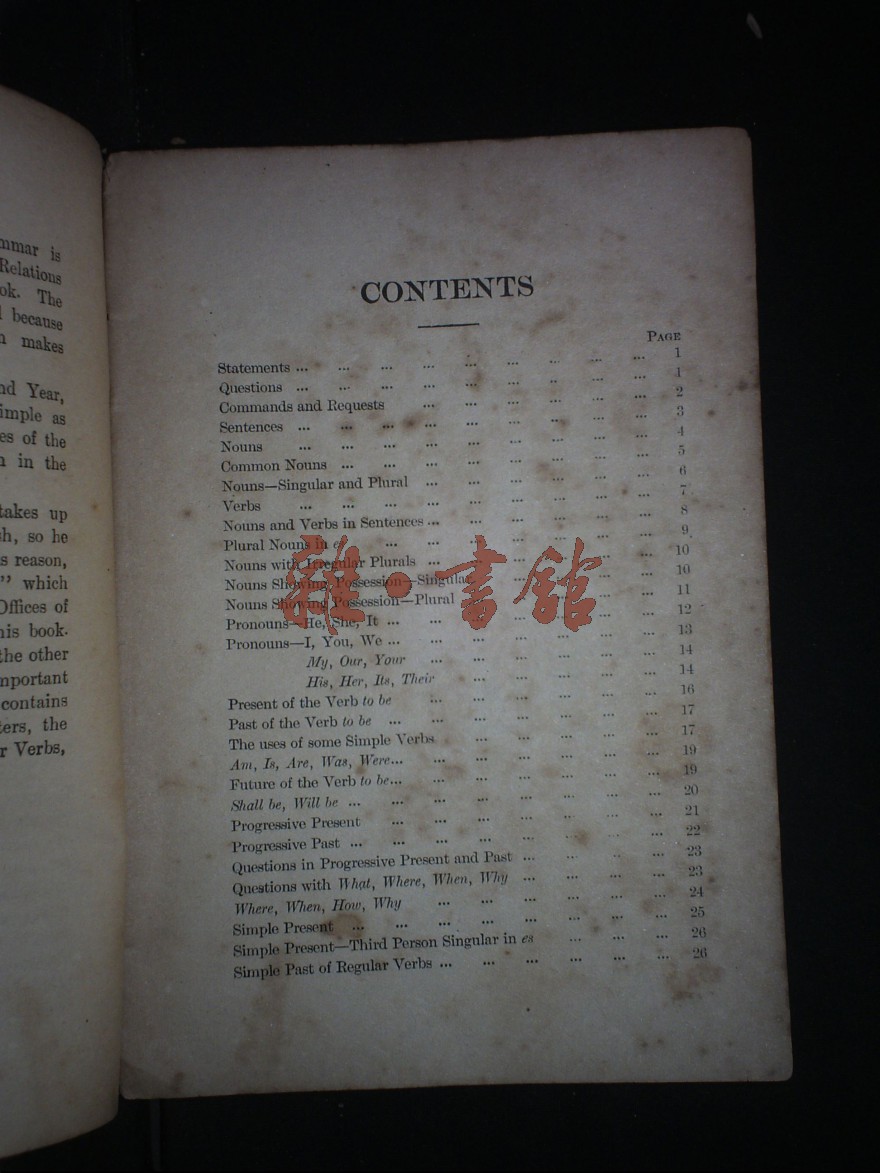 mmar is
Relations
ok. The
because
makes
nd Year,
imple as
es of the
in the
takes up
h, so he
s reason,
" which
Offices of
his book.
the other
mportant
contains
ters, the
r Verbs,
CONTENTS
PAGE
Statements ... ... ... ... ... ... ... ... ... 1
Questions ... ... ... ... ... ... .. ... ... 1
Commands and Requests ... ... ... ... ... ... 2
Sentences ... ... ... ... ... ... ... ... ... 3
Nouns ... ... ... ... ... ... ... ... ... 4
Common Nouns ... ... ... ... ... ... ... ... 5
Nouns—Singular and Plural ... ... ... ... ... ... 6
Verbs ... ... ... ... ... ... ... ... ... 7
Nouns and Verbs in Sentences ... ... ... ... ... ... 8
Plural Nouns in ... ... ... ... ... ... ... 9
Nouns with Irregular Plurals ... ... ... ... ... ... 10
Nouns Showing Possession—Singular ... ... ... ... ... 10
Nouns Showing Possession—Plural ... ... ... ... ... 11
Pronouns—He, She, It ... ... ... ... ... ... ... 12
Pronouns—I, You, We ... ... ... ... ... ... ... 13
My, Our, Your ... ... ... ... ... ... 14
His, Her, Its, Their ... ... ... ... ... 14
Present of the Verb to be ... ... ... ... ... ... 16
Past of the Verb to be ... ... ... ... ... ... ... 17
The uses of some Simple Verbs ... ... ... ... ... 17
Am, Is, Are, Was, Were... ... ... ... ... ... ... 19
Future of the Verb to be... ... ... ... ... ... ... 19
Shall be, Will be ... ... ... ... ... ... ... ... 20
Progressive Present ... ... ... ... ... ... ... 21
Progressive Past ... ... ... ... ... ... ... ... 22
Questions in Progressive Present and Past ... ... ... ... 23
Questions with What, Where, When, Why ... ... ... ... 23
Where, When, How, Why ... ... ... ... ... ... 24
Simple Present ... ... ... ... ... ... ... ... 25
Simple Present—Third Person Singular in es ... ... ... 26
Simple Past of Regular Verbs ... ... ... ... ... ... 26
雜·書館